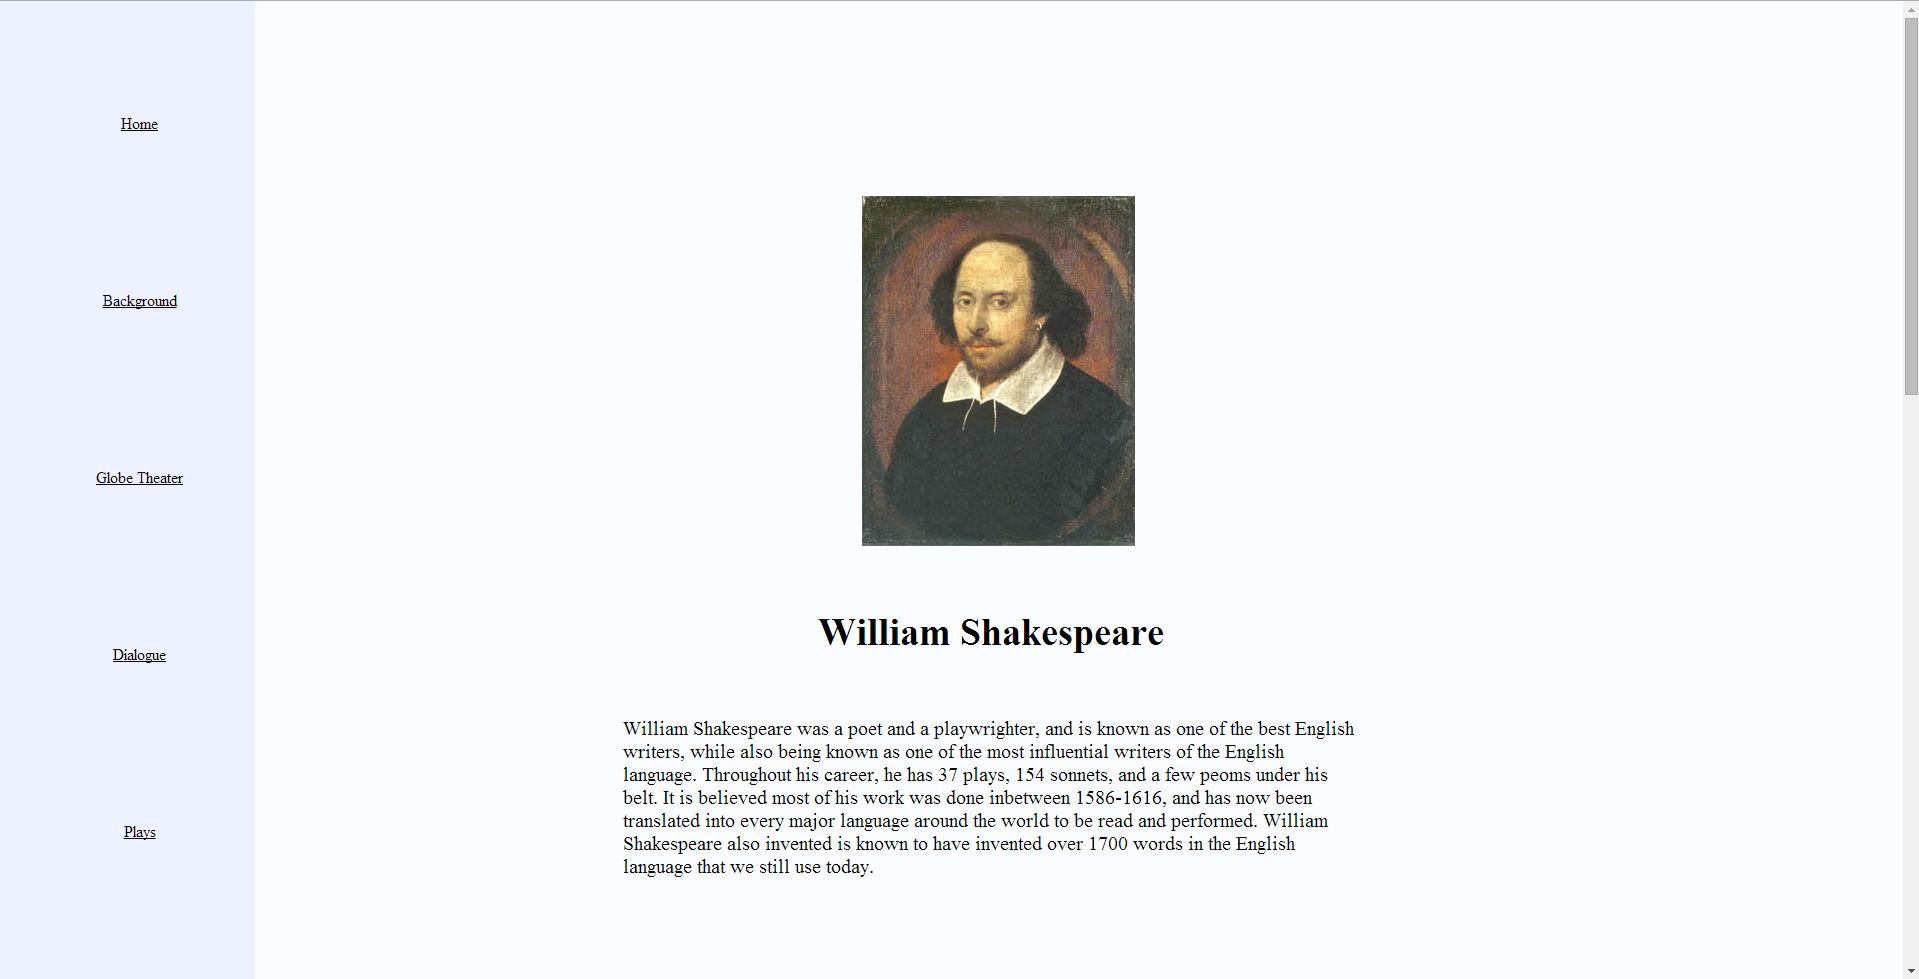 Home
Background
Globe Theater
Dialogue
Plays
William Shakespeare
William Shakespeare was a poet and a playwrighter, and is known as one of the best English
writers, while also being known as one of the most influential writers of the English
language. Throughout his career, he has 37 plays, 154 sonnets, and a few peoms under his
belt. It is believed most of his work was done inbetween 1586-1616, and has now been
translated into every major language around the world to be read and performed. William
Shakespeare also invented is known to have invented over 1700 words in the English
language that we still use today.